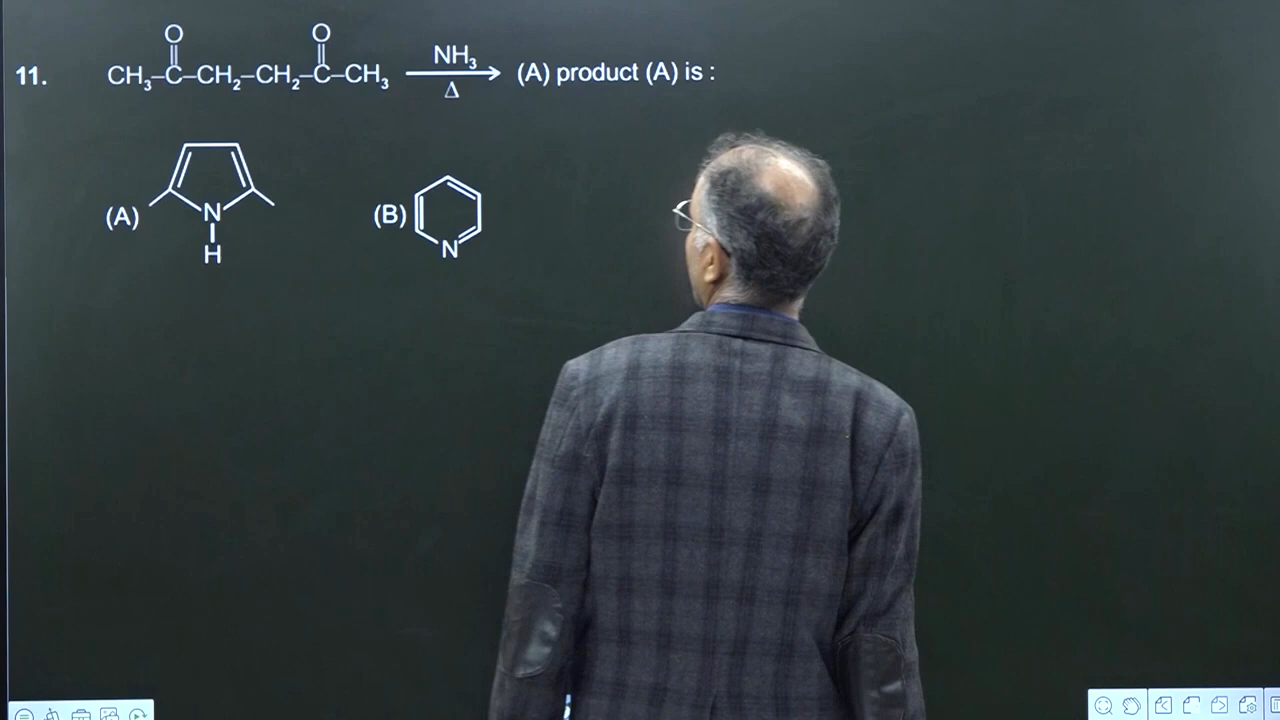 11. CH3–C(=O)–CH2–CH2–C(=O)–CH3 NH3 Δ (A) product (A) is :
(A) N H (B) N